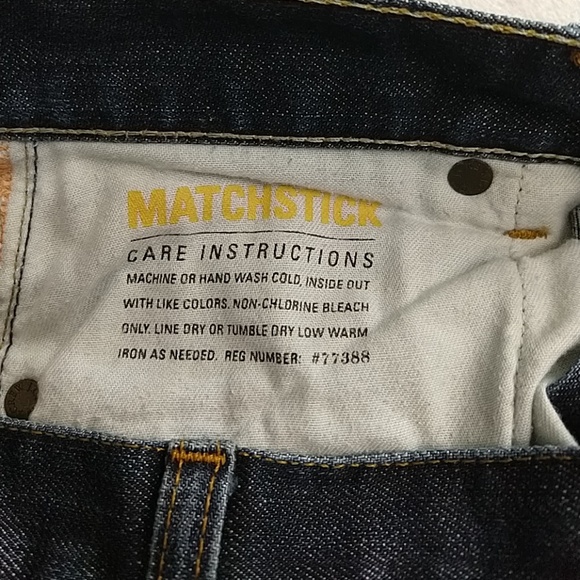 MATCHSTICK
CARE INSTRUCTIONS
MACHINE OR HAND WASH COLD, INSIDE OUT
WITH LIKE COLORS. NON-CHLORINE BLEACH
ONLY. LINE DRY OR TUMBLE DRY LOW WARM
IRON AS NEEDED. REG NUMBER: #77388